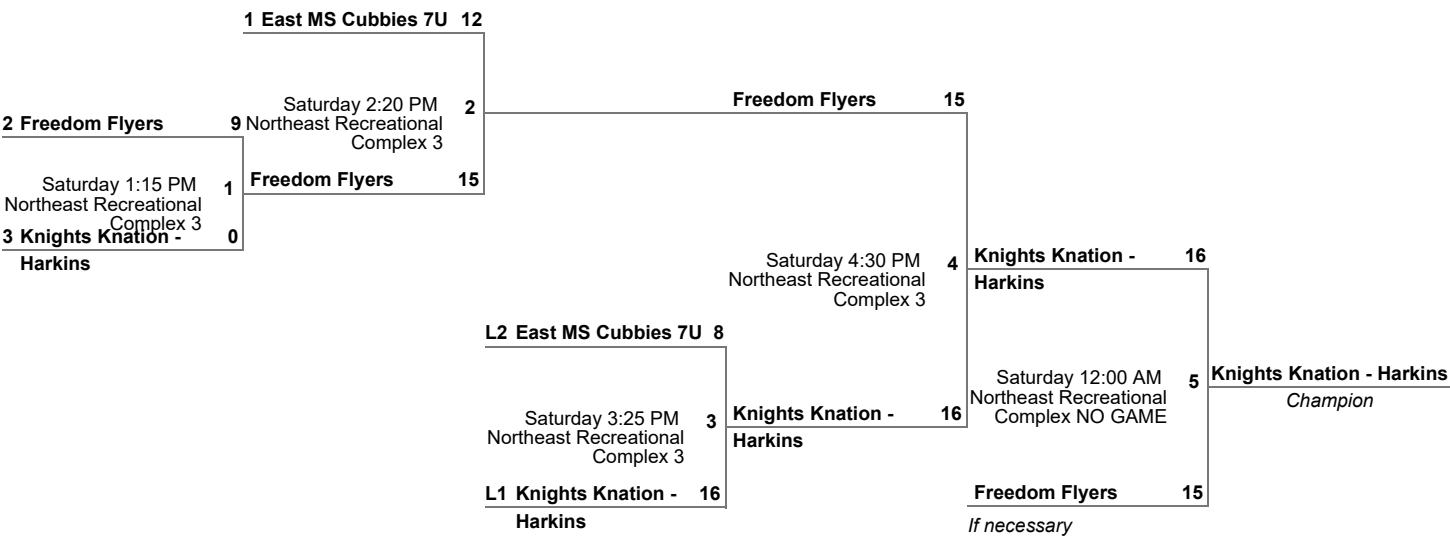 1 East MS Cubbies 7U 12
Saturday 2:20 PM 2
Northeast Recreational
Complex 3
2 Freedom Flyers 9
Freedom Flyers 15
Saturday 1:15 PM 1
Northeast Recreational
Complex 3
3 Knights Knation - 0
Harkins
Freedom Flyers 15
Saturday 4:30 PM 4
Northeast Recreational
Complex 3
L2 East MS Cubbies 7U 8
Saturday 3:25 PM 3
Northeast Recreational
Complex 3
L1 Knights Knation - 16
Harkins
Knights Knation - 16
Harkins
Knights Knation - 16
Harkins
Saturday 12:00 AM 5
Northeast Recreational
Complex NO GAME
Freedom Flyers 15
If necessary
Knights Knation - Harkins
Champion